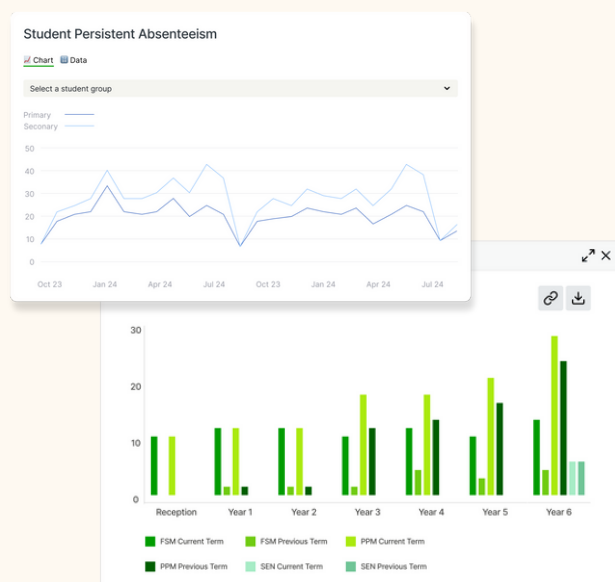 Student Persistent Absenteeism
Chart Data
Select a student group
Primary
Seconary
50
40
30
20
10
0
Oct 23 Jan 24 Apr 24 Jul 24 Oct 23 Jan 24 Apr 24 Jul 24
30
20
10
0
Reception Year 1 Year 2 Year 3 Year 4 Year 5 Year 6
FSM Current Term FSM Previous Term PPM Current Term
PPM Previous Term SEN Current Term SEN Previous Term